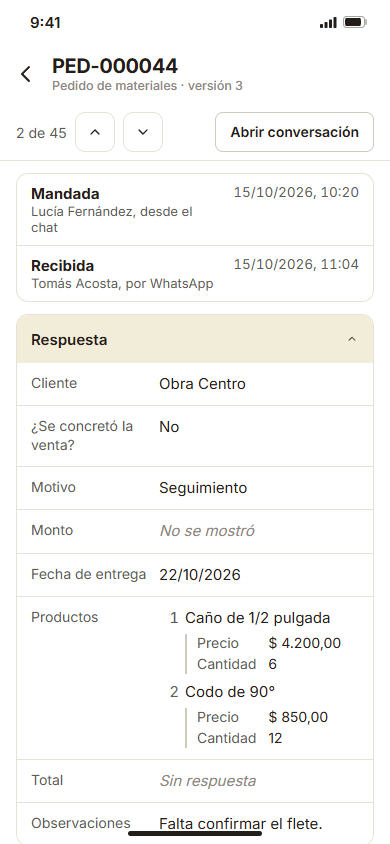 9:41
PED-000044
Pedido de materiales · versión 3
2 de 45
Abrir conversación
Mandada 15/10/2026, 10:20
Lucía Fernández, desde el
chat
Recibida 15/10/2026, 11:04
Tomás Acosta, por WhatsApp
Respuesta
Cliente Obra Centro
¿Se concretó la No
venta?
Motivo Seguimiento
Monto No se mostró
Fecha de entrega 22/10/2026
Productos 1 Caño de 1/2 pulgada
Precio $ 4.200,00
Cantidad 6
2 Codo de 90°
Precio $ 850,00
Cantidad 12
Total Sin respuesta
Observaciones Falta confirmar el flete.